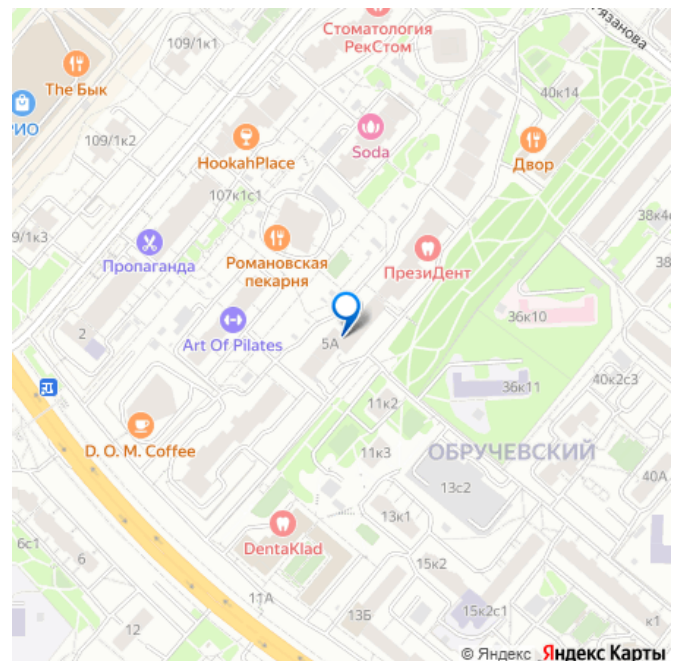 Стоматология
РекСтом
язанова
109/1к1
The Бык
40к14
РИО
109/1к2
HookahPlace
Soda
Двор
107к1с1
38к4
9/1к3
Пропаганда
Романовская
пекарня
ПрезиДент
38
36к10
2
Art Of Pilates
5А
36к11
40к2с3
11к2
D. O. M. Coffee
11к3
ОБРУЧЕВСКИЙ
40А
13с2
13к1
DentaKlad
6с1
6
15к2
11А
13Б
12
15к2с1
к1
© Яндекс Яндекс Карты